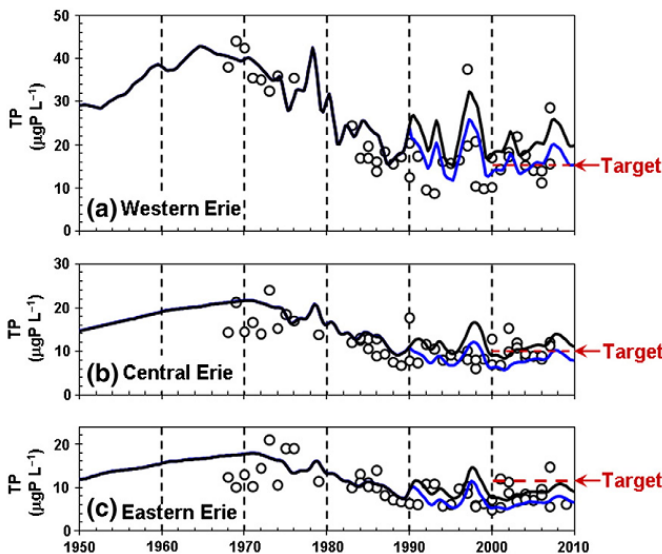 50
40
30
20
10
0
TP
(µgP L⁻¹)
(a) Western Erie
Target
30
20
10
0
TP
(µgP L⁻¹)
(b) Central Erie
Target
20
10
0
TP
(µgP L⁻¹)
(c) Eastern Erie
Target
1950 1960 1970 1980 1990 2000 2010